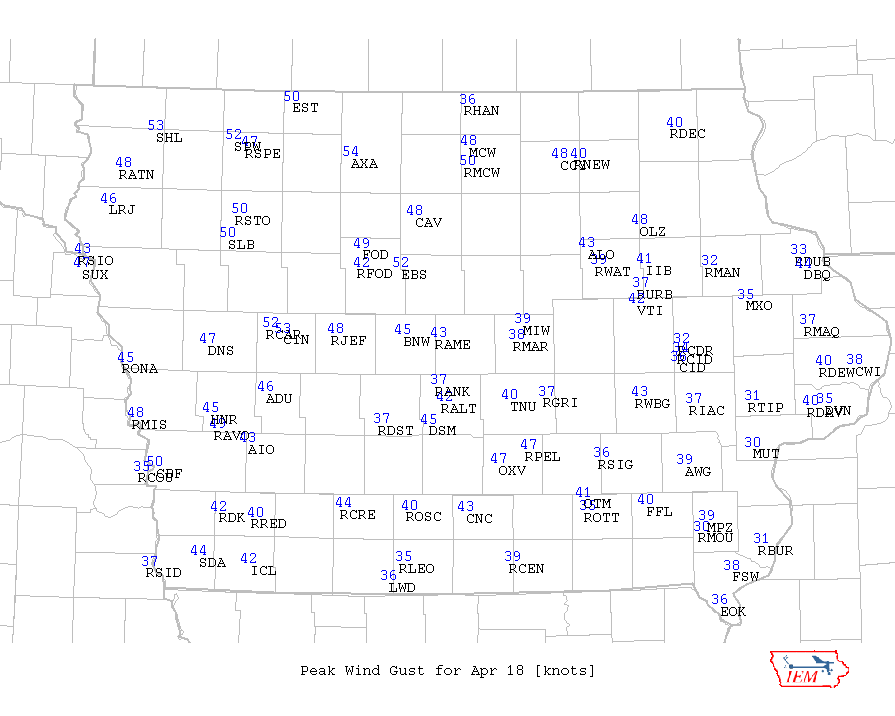 50
EST
36
RHAN
53
SHL
52
SPW
47
RSPE
40
RDEC
48
RATN
54
AXA
48
MCW
50
RMCW
48
40
RNEW
46
LRJ
50
RSTO
48
CAV
48
OLZ
50
SLB
43
RSIO
SUX
49
FOD
42
RFOD
52
EBS
43
ALO
39
RWAT
41
IIB
32
RMAN
33
RDUB
44
DBQ
37
RURB
42
VTI
35
MXO
52
RCAR
53
CIN
48
RJEF
45
BNW
43
RAME
39
MIW
38
RMAR
37
RMAQ
47
DNS
32
RCDR
RCID
36
CID
45
RONA
40
RDEW
38
CWI
46
ADU
37
RANK
42
RALT
40
TNU
37
RGRI
43
RWBG
37
RIAC
31
RTIP
40
RDAV
35
DVN
48
RMIS
45
HNR
49
RAVO
37
RDST
45
DSM
43
AIO
47
OXV
47
RPEL
36
RSIG
39
AWG
30
MUT
50
CBF
35
RCOB
42
RDK
40
RRED
44
RCRE
40
ROSC
43
CNC
41
OTM
35
ROTT
40
FFL
39
MPZ
30
RMOU
31
RBUR
37
RSID
44
SDA
42
ICL
35
RLEO
36
LWD
39
RCEN
38
FSW
36
EOK
Peak Wind Gust for Apr 18 [knots]
IEM